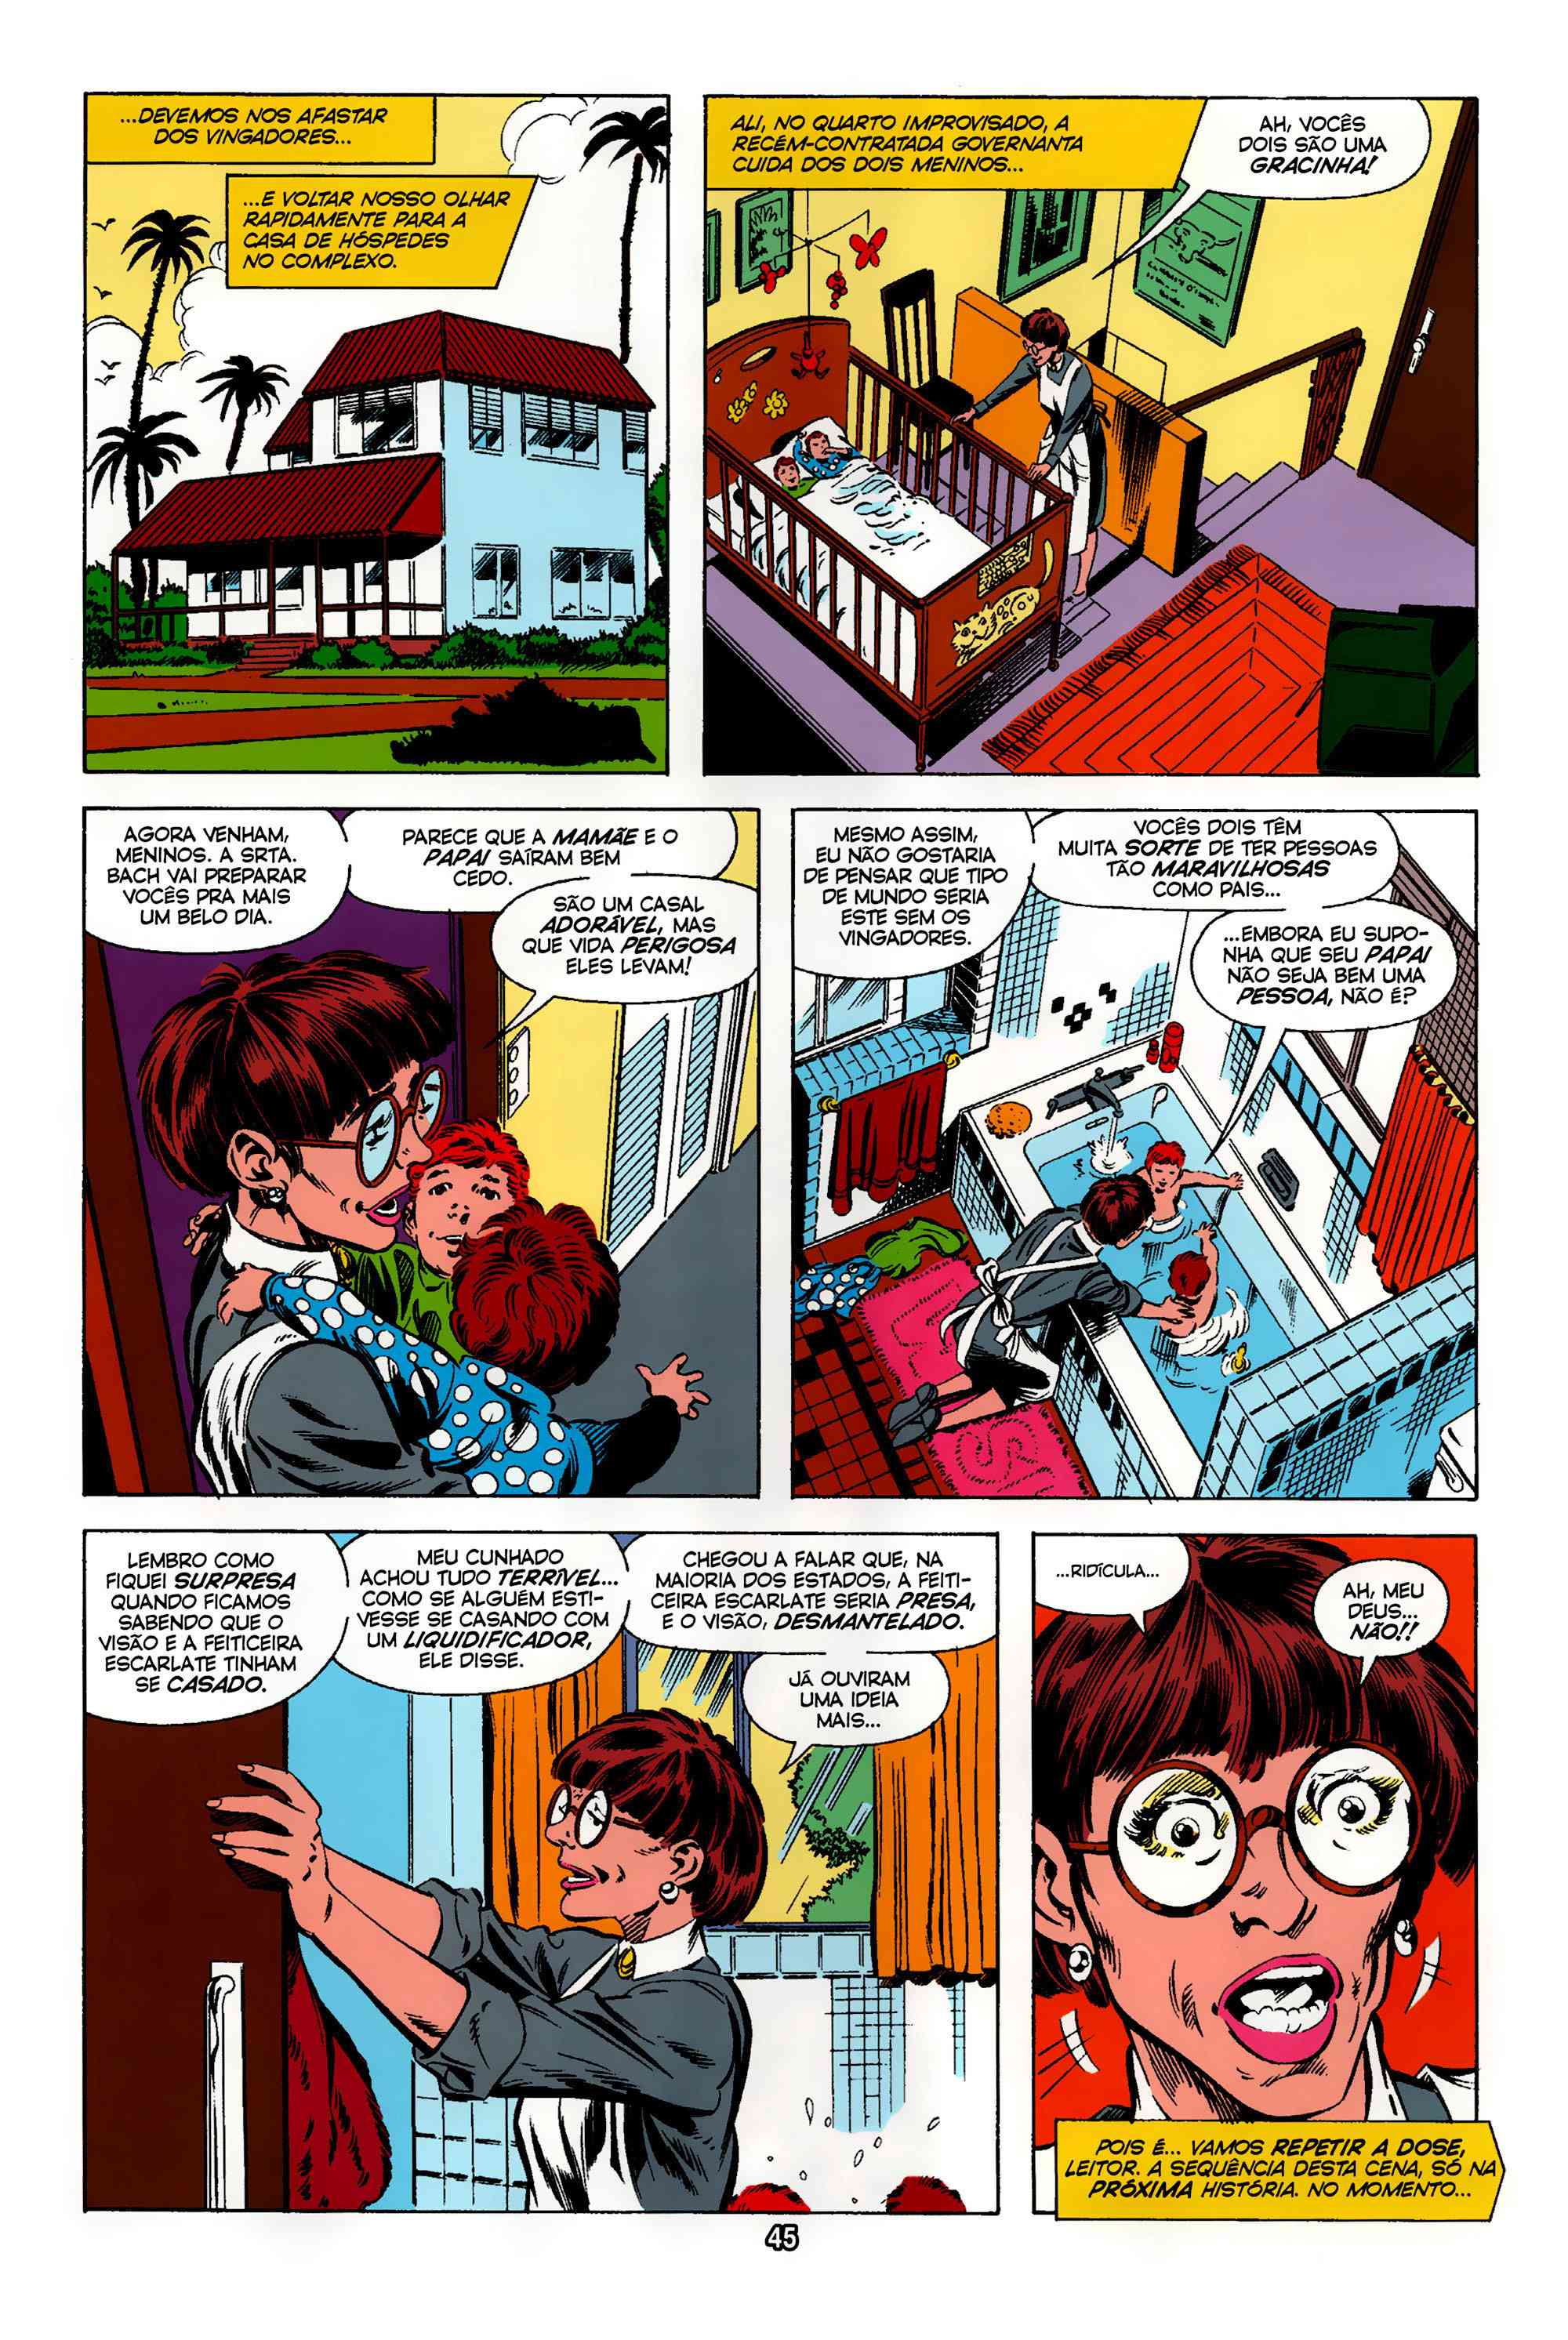 ...DEVEMOS NOS AFASTAR
DOS VINGADORES...
...E VOLTAR NOSSO OLHAR
RAPIDAMENTE PARA A
CASA DE HÓSPEDES
NO COMPLEXO.
ALI, NO QUARTO IMPROVISADO, A
RECÉM-CONTRATADA GOVERNANTA
CUIDA DOS DOIS MENINOS...
AH, VOCÊS
DOIS SÃO UMA
GRACINHA!
AGORA VENHAM,
MENINOS. A SRTA.
BACH VAI PREPARAR
VOCÊS PRA MAIS
UM BELO DIA.
PARECE QUE A MAMÃE E O
PAPAI SAÍRAM BEM
CEDO.
SÃO UM CASAL
ADORÁVEL, MAS
QUE VIDA PERIGOSA
ELES LEVAM!
MESMO ASSIM,
EU NÃO GOSTARIA
DE PENSAR QUE TIPO
DE MUNDO SERIA
ESTE SEM OS
VINGADORES.
VOCÊS DOIS TÊM
MUITA SORTE DE TER PESSOAS
TÃO MARAVILHOSAS
COMO PAIS...
...EMBORA EU SUPO-
NHA QUE SEU PAPAI
NÃO SEJA BEM UMA
PESSOA, NÃO É?
LEMBRO COMO
FIQUEI SURPRESA
QUANDO FICAMOS
SABENDO QUE O
VISÃO E A FEITICEIRA
ESCARLATE TINHAM
SE CASADO.
MEU CUNHADO
ACHOU TUDO TERRÍVEL...
COMO SE ALGUÉM ESTI-
VESSE SE CASANDO COM
UM LIQUIDIFICADOR,
ELE DISSE.
CHEGOU A FALAR QUE, NA
MAIORIA DOS ESTADOS, A FEITI-
CEIRA ESCARLATE SERIA PRESA,
E O VISÃO, DESMANTELADO.
JÁ OUVIRAM
UMA IDEIA
MAIS...
...RIDÍCULA...
AH, MEU
DEUS...
NÃO!!
POIS É... VAMOS REPETIR A DOSE,
LEITOR. A SEQUÊNCIA DESTA CENA, SÓ NA
PRÓXIMA HISTÓRIA. NO MOMENTO...
45